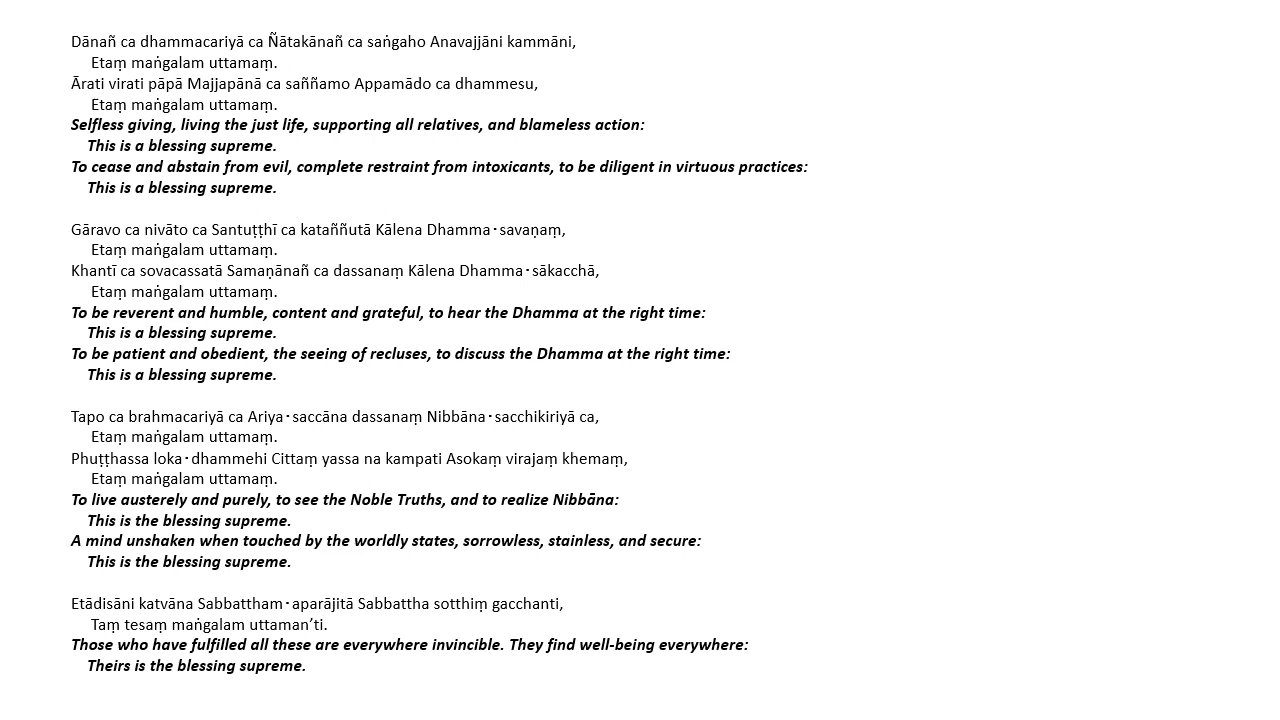 Dānañ ca dhammacariyā ca Ñātakānañ ca saṅgaho Anavajjāni kammāni,
Etaṃ maṅgalam uttamaṃ.
Ārati virati pāpā Majjapānā ca saññamo Appamādo ca dhammesu,
Etaṃ maṅgalam uttamaṃ.
Selfless giving, living the just life, supporting all relatives, and blameless action:
This is a blessing supreme.
To cease and abstain from evil, complete restraint from intoxicants, to be diligent in virtuous practices:
This is a blessing supreme.
Gāravo ca nivāto ca Santuṭṭhī ca kataññutā Kālena Dhamma·savaṇaṃ,
Etaṃ maṅgalam uttamaṃ.
Khantī ca sovacassatā Samaṇānañ ca dassanaṃ Kālena Dhamma·sākacchā,
Etaṃ maṅgalam uttamaṃ.
To be reverent and humble, content and grateful, to hear the Dhamma at the right time:
This is a blessing supreme.
To be patient and obedient, the seeing of recluses, to discuss the Dhamma at the right time:
This is a blessing supreme.
Tapo ca brahmacariyā ca Ariya·saccāna dassanaṃ Nibbāna·sacchikiriyā ca,
Etaṃ maṅgalam uttamaṃ.
Phuṭṭhassa loka·dhammehi Cittaṃ yassa na kampati Asokaṃ virajaṃ khemaṃ,
Etaṃ maṅgalam uttamaṃ.
To live austerely and purely, to see the Noble Truths, and to realize Nibbāna:
This is the blessing supreme.
A mind unshaken when touched by the worldly states, sorrowless, stainless, and secure:
This is the blessing supreme.
Etādisāni katvāna Sabbattham·aparājitā Sabbattha sotthiṃ gacchanti,
Taṃ tesaṃ maṅgalam uttaman’ti.
Those who have fulfilled all these are everywhere invincible. They find well-being everywhere:
Theirs is the blessing supreme.